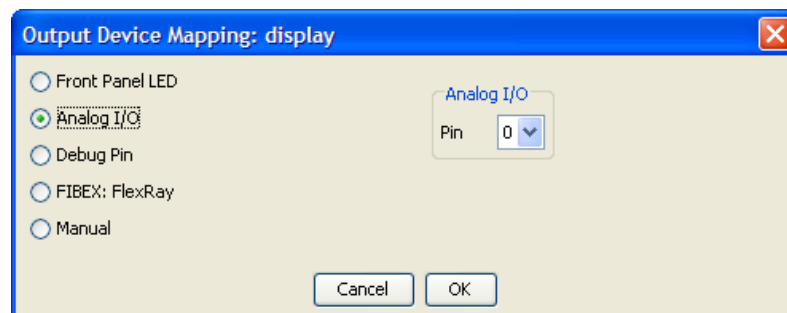 Output Device Mapping: display
Front Panel LED
Analog I/O
Debug Pin
FIBEX: FlexRay
Manual
Analog I/O
Pin 0
Cancel OK